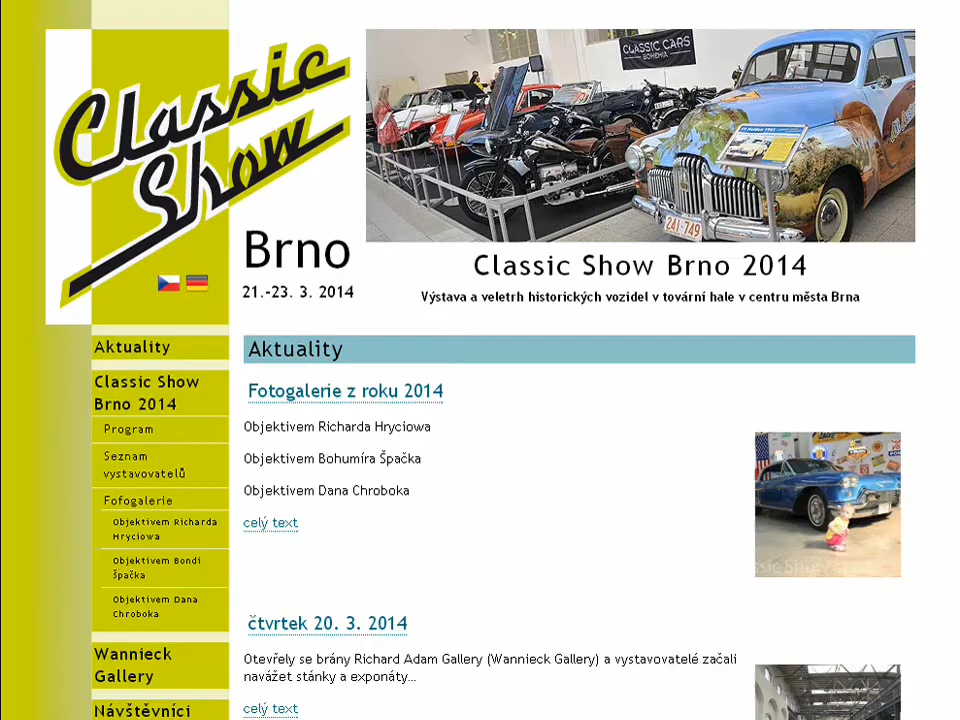 Classic
Show
Brno
21.-23. 3. 2014
CLASSIC CARS
BOHEMIA
241-749
Classic Show Brno 2014
Výstava a veletrh historických vozidel v tovární hale v centru města Brna
Aktuality
Classic Show
Brno 2014
Program
Seznam
vystavovatelů
Fofogalerie
Objektivem Richarda
Hryciowa
Objektivem Bondi
Špačka
Objektivem Dana
Chroboka
Wannieck
Gallery
Návštěvníci
Aktuality
Fotogalerie z roku 2014
Objektivem Richarda Hryciowa
Objektivem Bohumíra Špačka
Objektivem Dana Chroboka
celý text
čtvrtek 20. 3. 2014
Otevřely se brány Richard Adam Gallery (Wannieck Gallery) a vystavovatelé začali
navážet stánky a exponáty...
celý text